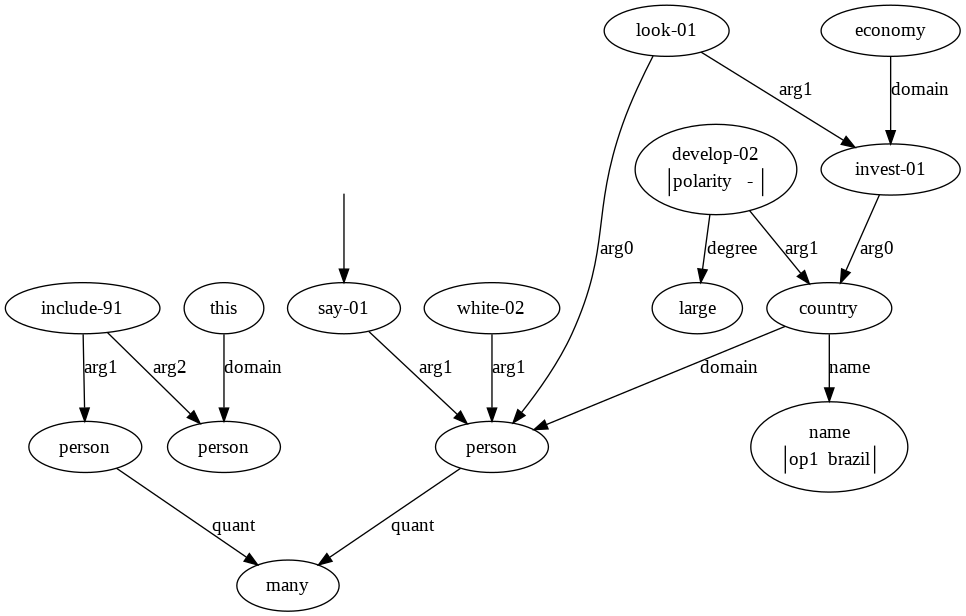 look-01
economy
arg1
domain
develop-02
polarity -
invest-01
arg0
degree
arg1
arg0
include-91
this
say-01
white-02
large
country
arg1
arg2
domain
arg1
arg1
domain
name
person
person
person
name
op1 brazil
quant
quant
many